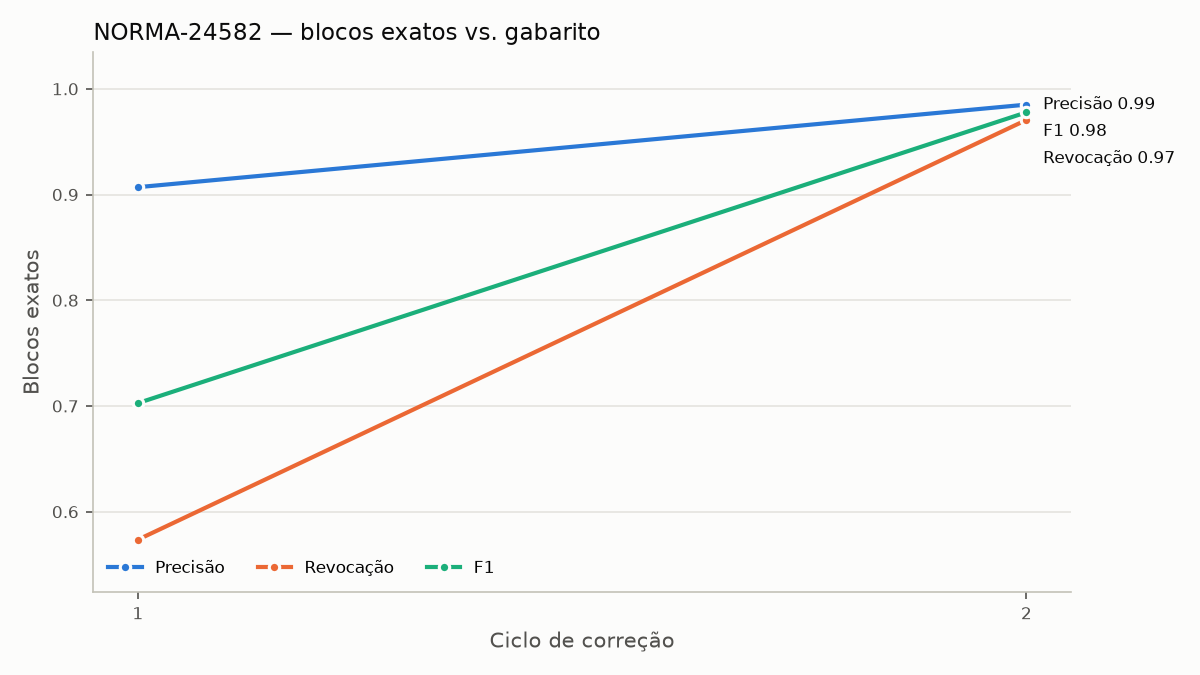 NORMA-24582 — blocos exatos vs. gabarito
1.0
0.9
0.8
0.7
0.6
Blocos exatos
Precisão 0.99
F1 0.98
Revocação 0.97
Precisão
Revocação
F1
1
2
Ciclo de correção